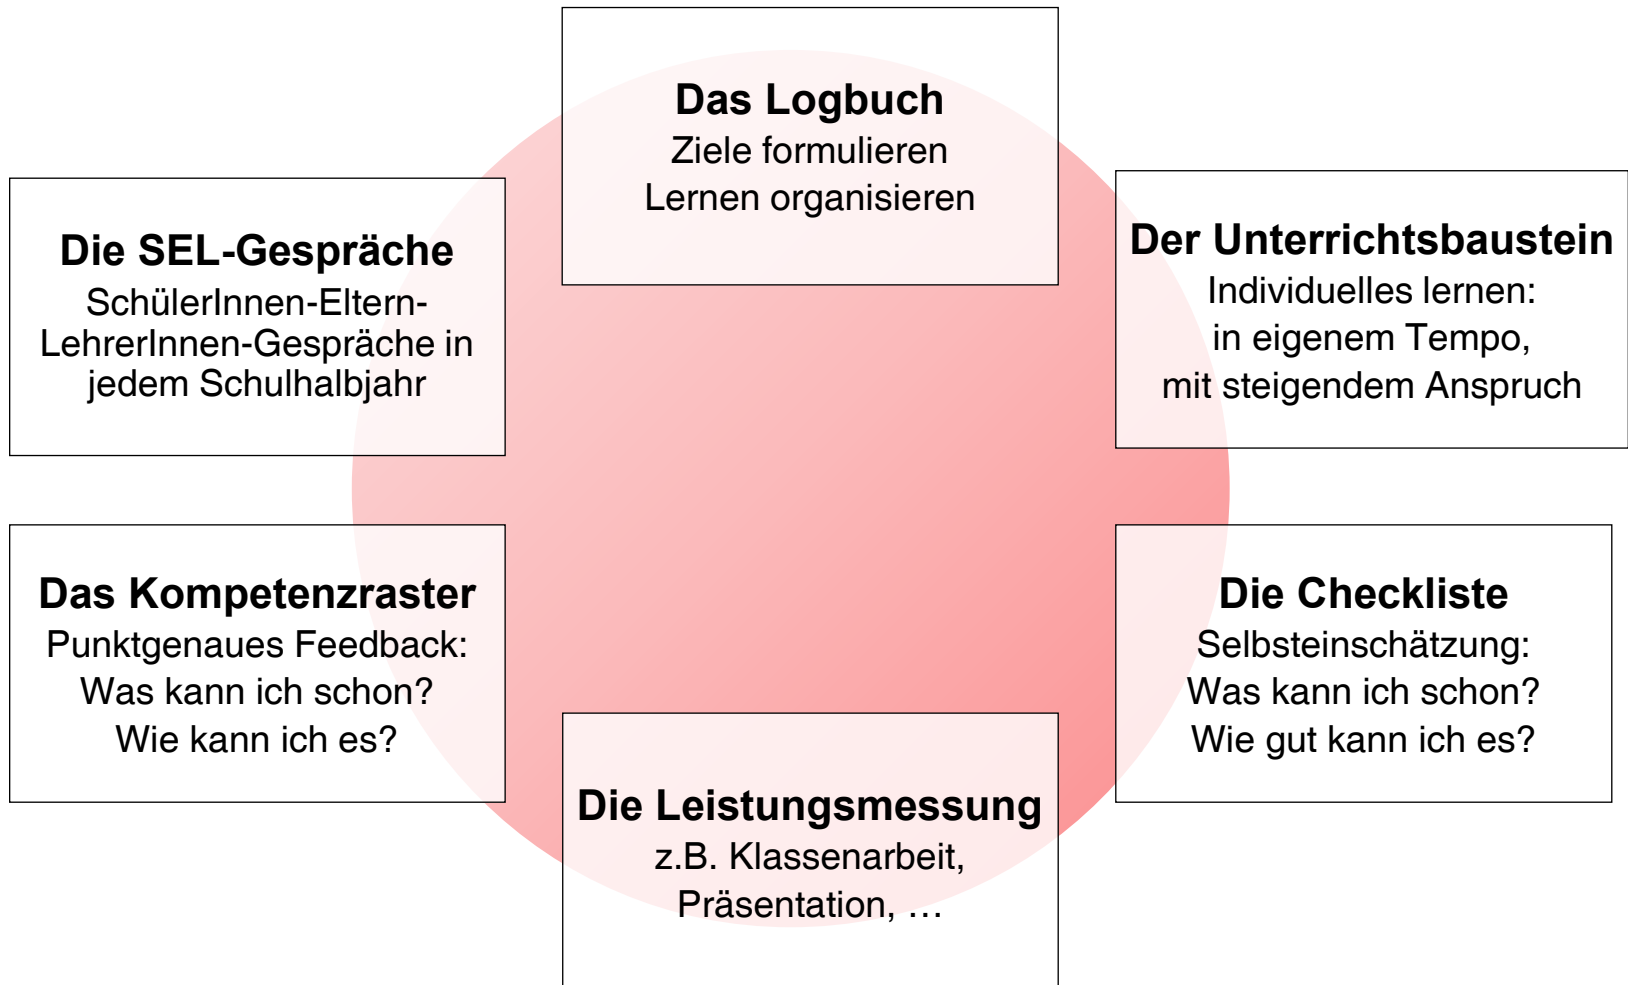 Das Logbuch
Ziele formulieren
Lernen organisieren
Der Unterrichtsbaustein
Individuelles lernen:
in eigenem Tempo,
mit steigendem Anspruch
Die Checkliste
Selbsteinschätzung:
Was kann ich schon?
Wie gut kann ich es?
Die Leistungsmessung
z.B. Klassenarbeit,
Präsentation, …
Das Kompetenzraster
Punktgenaues Feedback:
Was kann ich schon?
Wie kann ich es?
Die SEL-Gespräche
SchülerInnen-Eltern-
LehrerInnen-Gespräche in
jedem Schulhalbjahr